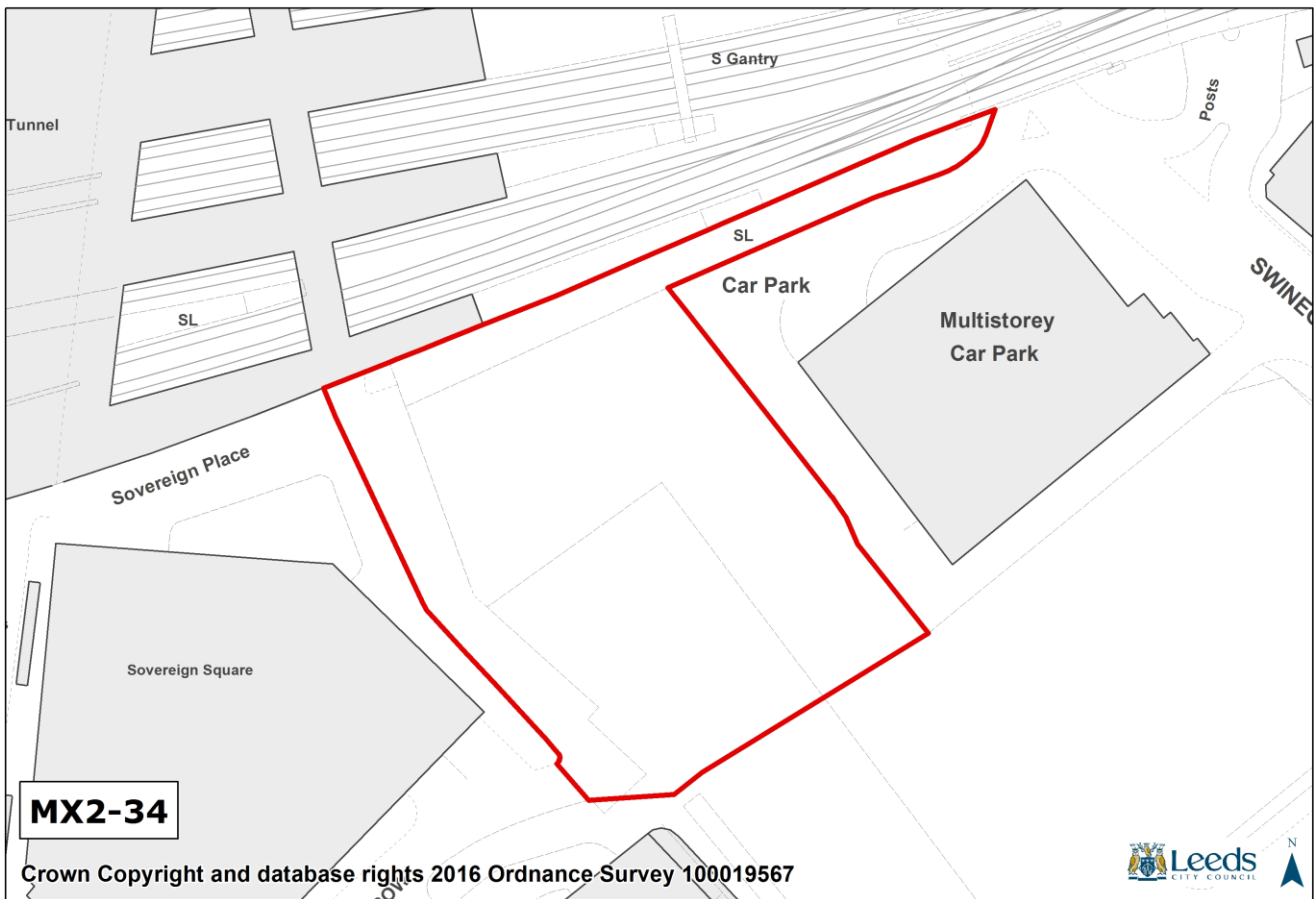 S Gantry
Posts
Tunnel
SL
Car Park
SL
Multistorey
Car Park
Sovereign Place
Sovereign Square
MX2-34
Crown Copyright and database rights 2016 Ordnance Survey 100019567
Leeds
CITY COUNCIL
N